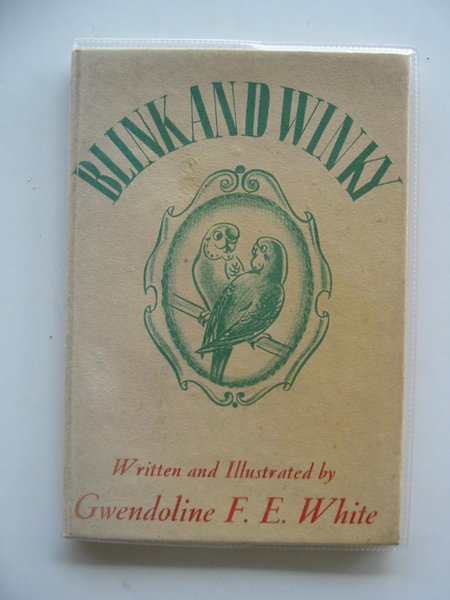 BLINK AND WINKY
Written and Illustrated by
Gwendoline F. E. White